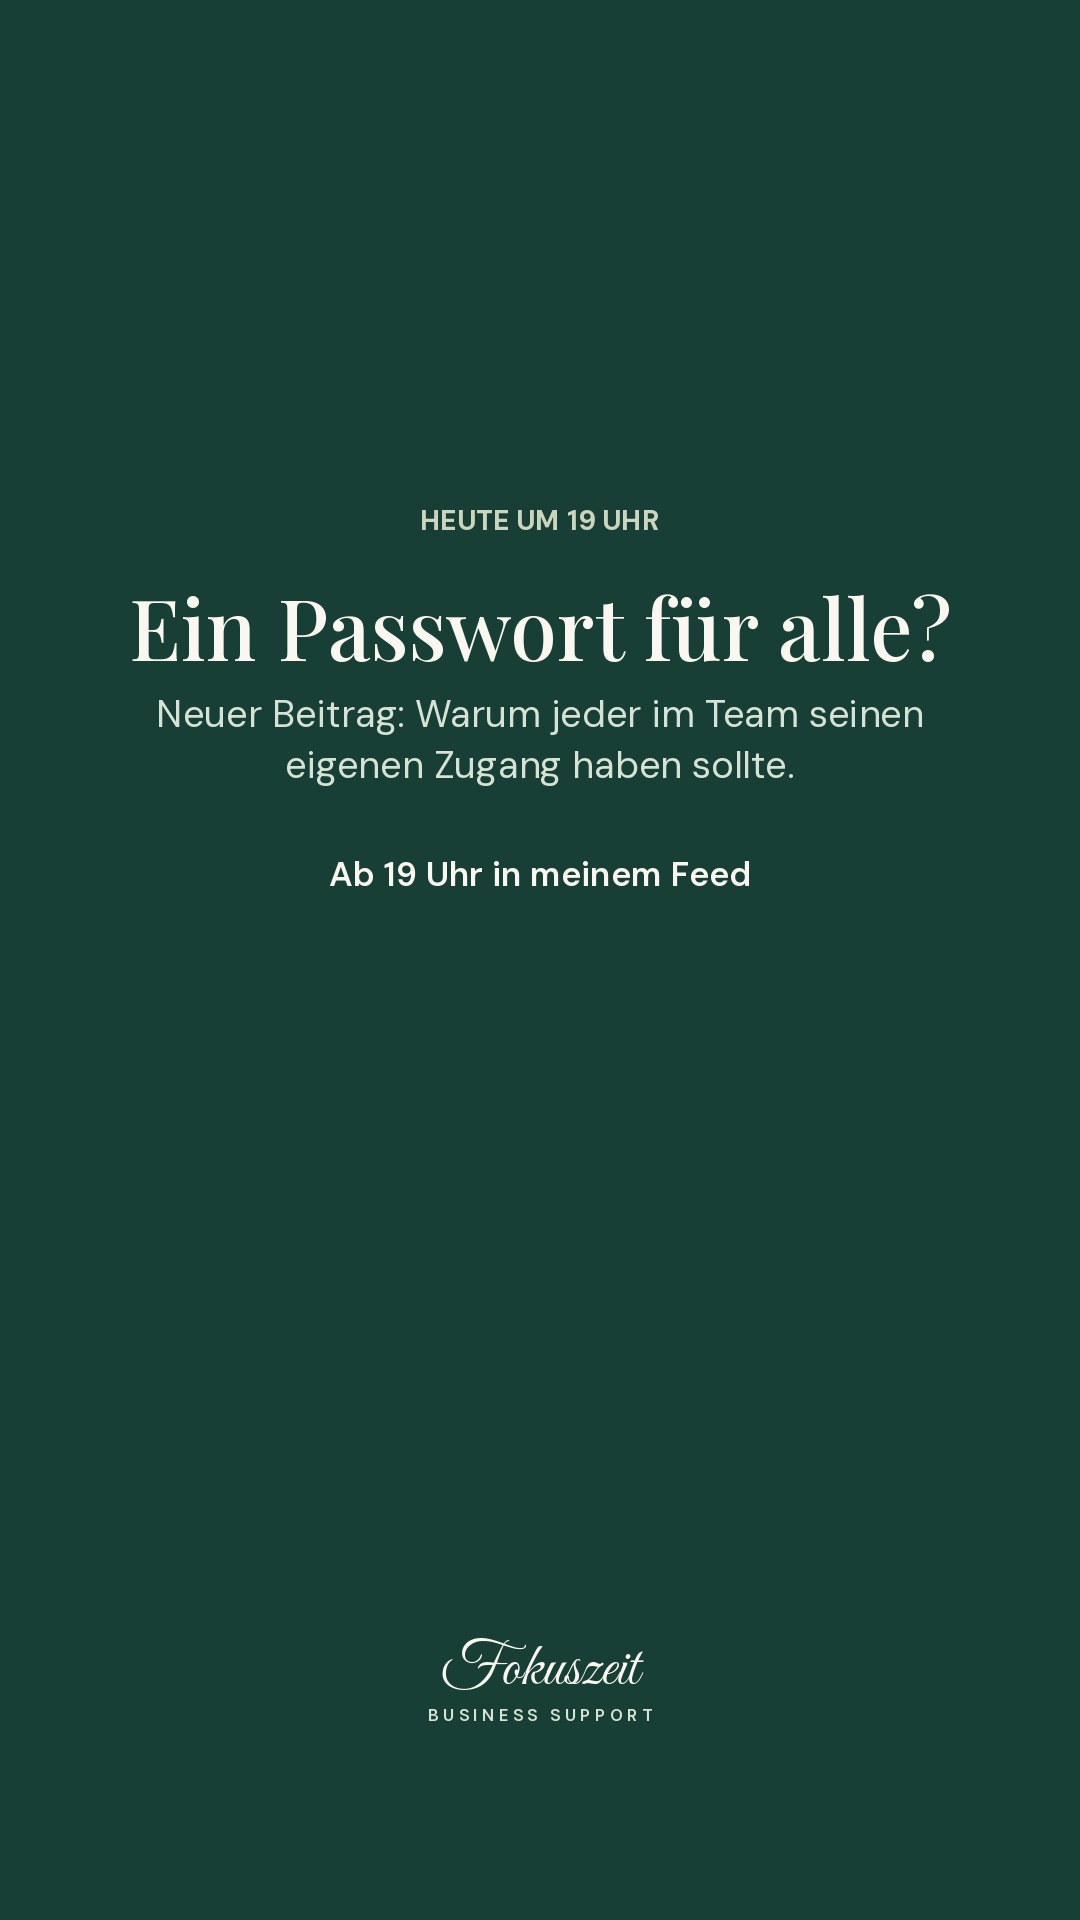 HEUTE UM 19 UHR
Ein Passwort für alle?
Neuer Beitrag: Warum jeder im Team seinen
eigenen Zugang haben sollte.
Ab 19 Uhr in meinem Feed
Fokuszeit
BUSINESS SUPPORT